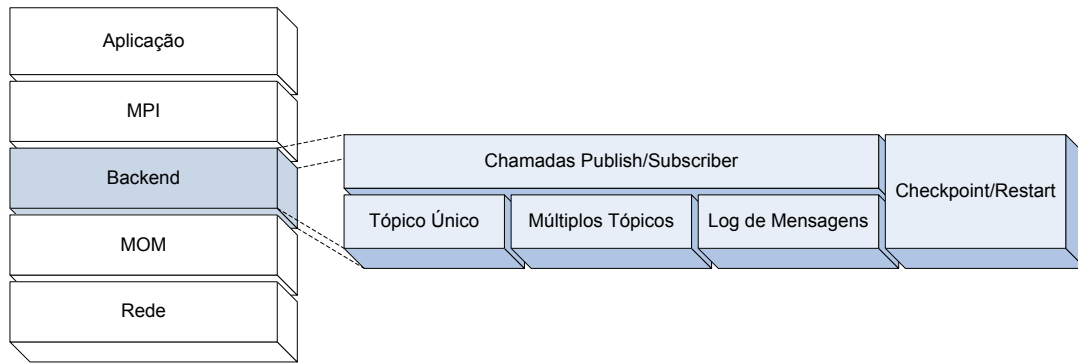 Aplicação
MPI
Backend
MOM
Rede
Chamadas Publish/Subscriber
Tópico Único
Múltiplos Tópicos
Log de Mensagens
Checkpoint/Restart